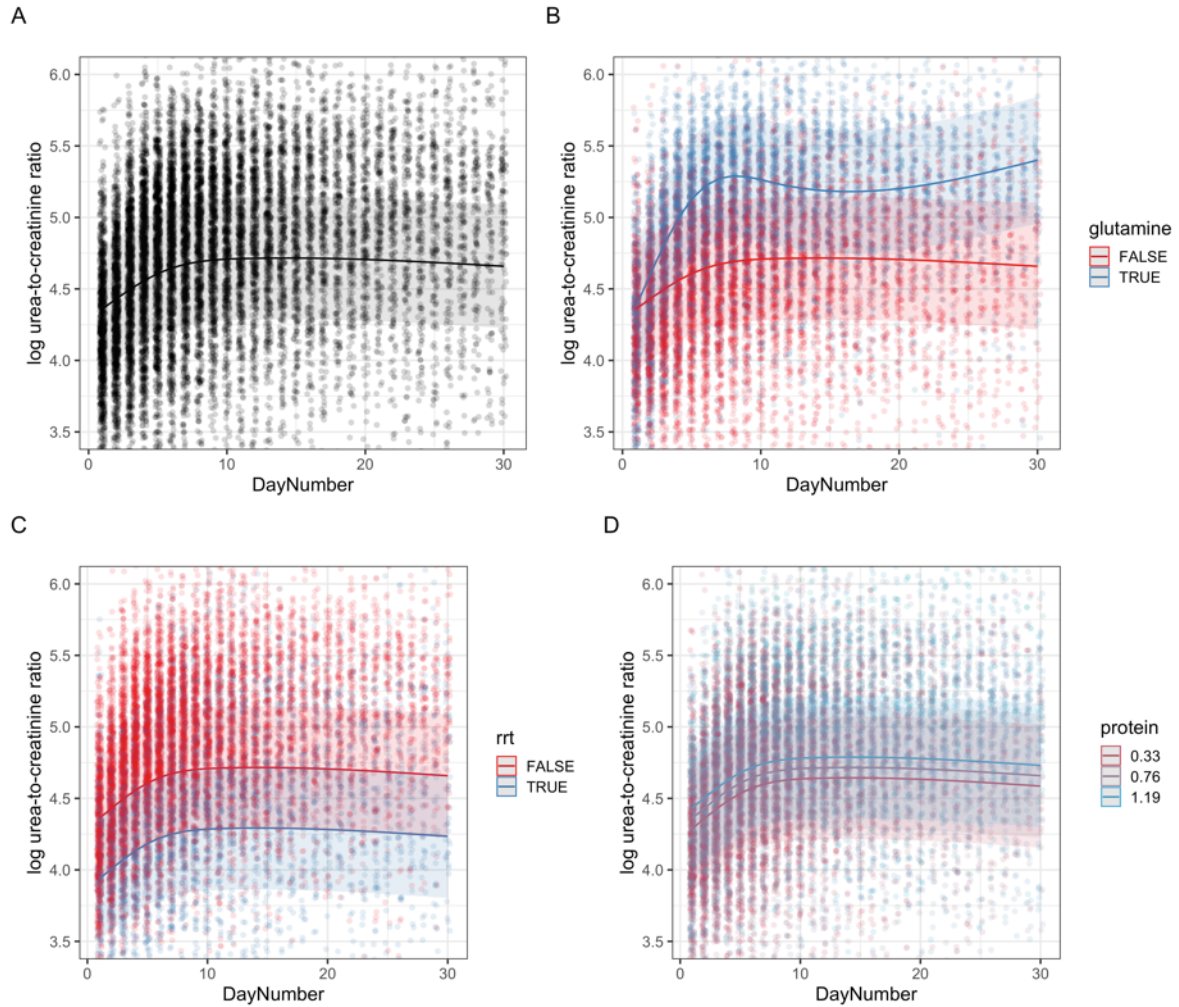 A
log urea-to-creatinine ratio
6.0
5.5
5.0
4.5
4.0
3.5
0
10
20
30
DayNumber
B
log urea-to-creatinine ratio
6.0
5.5
5.0
4.5
4.0
3.5
0
10
20
30
DayNumber
glutamine
FALSE
TRUE
C
log urea-to-creatinine ratio
6.0
5.5
5.0
4.5
4.0
3.5
0
10
20
30
DayNumber
rrt
FALSE
TRUE
D
log urea-to-creatinine ratio
6.0
5.5
5.0
4.5
4.0
3.5
0
10
20
30
DayNumber
protein
0.33
0.76
1.19